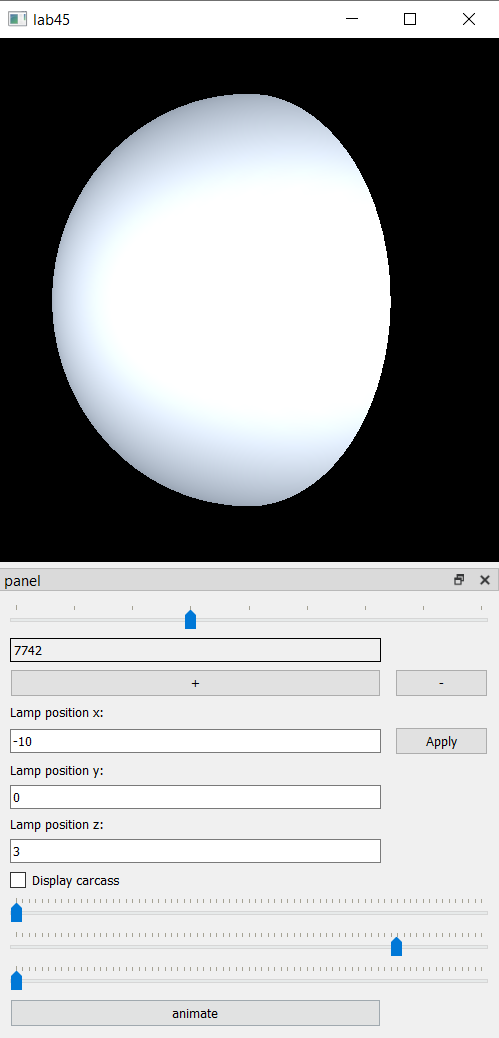 lab45
panel
7742
+ -
Lamp position x:
-10 Apply
Lamp position y:
0
Lamp position z:
3
Display carcass
animate